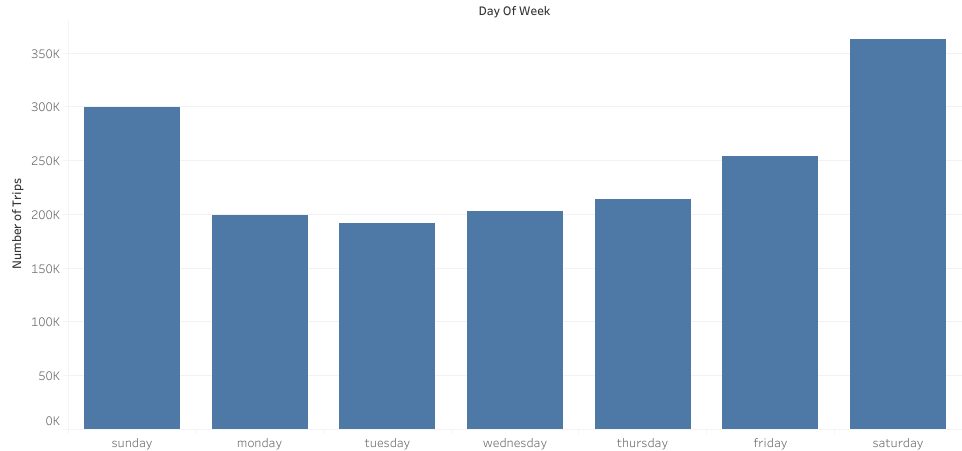 Day Of Week
Number of Trips
350K
300K
250K
200K
150K
100K
50K
0K
sunday
monday
tuesday
wednesday
thursday
friday
saturday